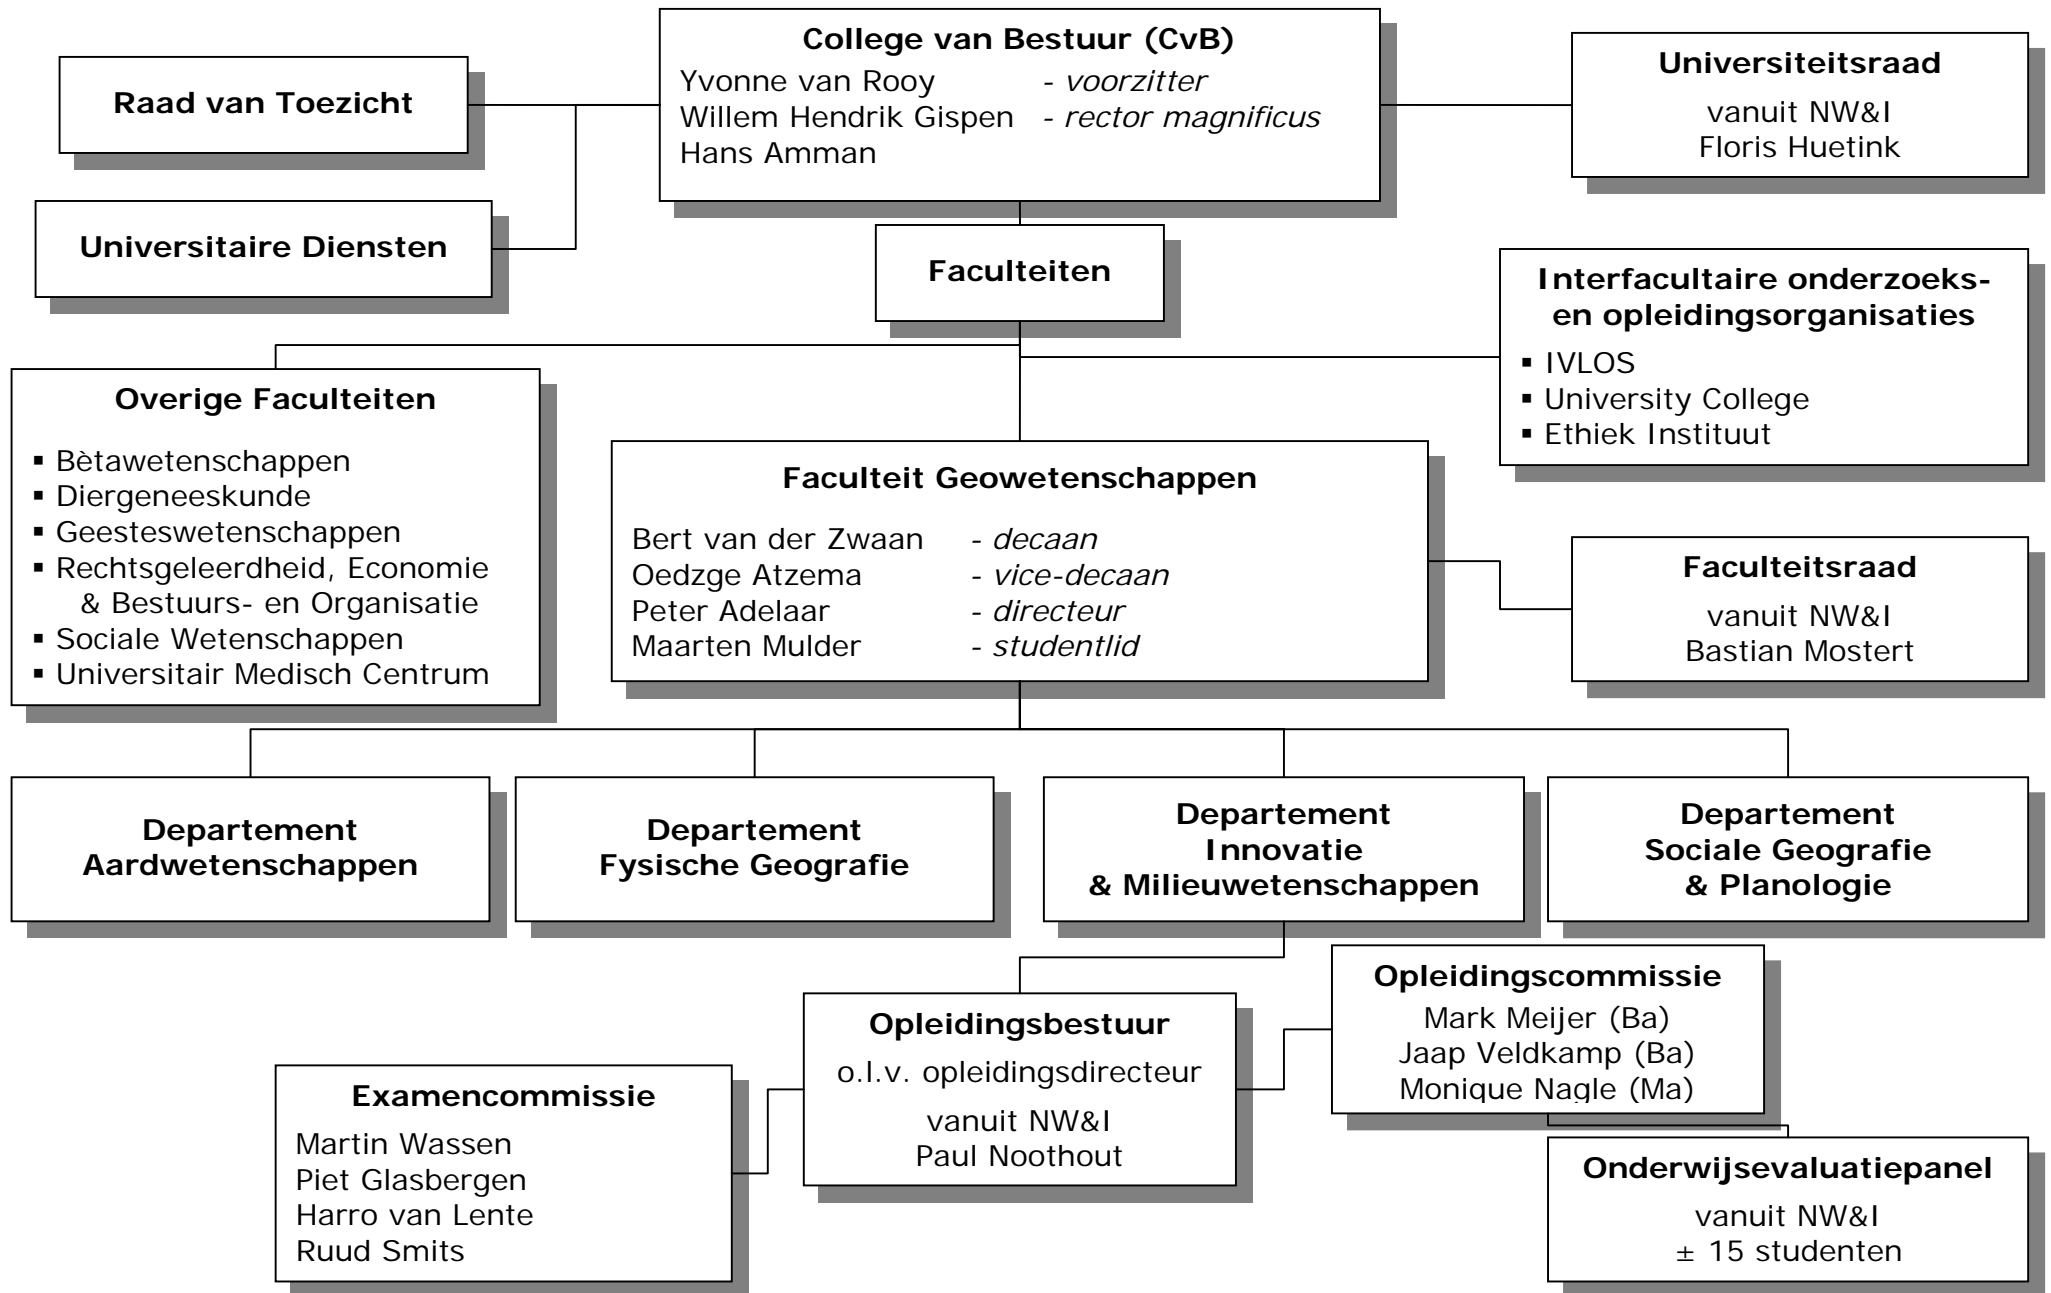 College van Bestuur (CvB)
Yvonne van Rooy - voorzitter
Willem Hendrik Gispen - rector magnificus
Hans Amman
Raad van Toezicht
Universiteitsraad
vanuit NW&I
Floris Huetink
Universitaire Diensten
Faculteiten
Interfacultaire onderzoeks-
en opleidingsorganisaties
▪ IVLOS
▪ University College
▪ Ethiek Instituut
Overige Faculteiten
▪ Bètawetenschappen
▪ Diergeneeskunde
▪ Geesteswetenschappen
▪ Rechtsgeleerdheid, Economie
& Bestuurs- en Organisatie
▪ Sociale Wetenschappen
▪ Universitair Medisch Centrum
Faculteit Geowetenschappen
Bert van der Zwaan - decaan
Oedzge Atzema - vice-decaan
Peter Adelaar - directeur
Maarten Mulder - studentlid
Faculteitsraad
vanuit NW&I
Bastian Mostert
Departement
Aardwetenschappen
Departement
Fysische Geografie
Departement
Innovatie
& Milieuwetenschappen
Departement
Sociale Geografie
& Planologie
Opleidingsbestuur
o.l.v. opleidingsdirecteur
vanuit NW&I
Paul Noothout
Opleidingscommissie
Mark Meijer (Ba)
Jaap Veldkamp (Ba)
Monique Nagle (Ma)
Examencommissie
Martin Wassen
Piet Glasbergen
Harro van Lente
Ruud Smits
Onderwijsevaluatiepanel
vanuit NW&I
± 15 studenten